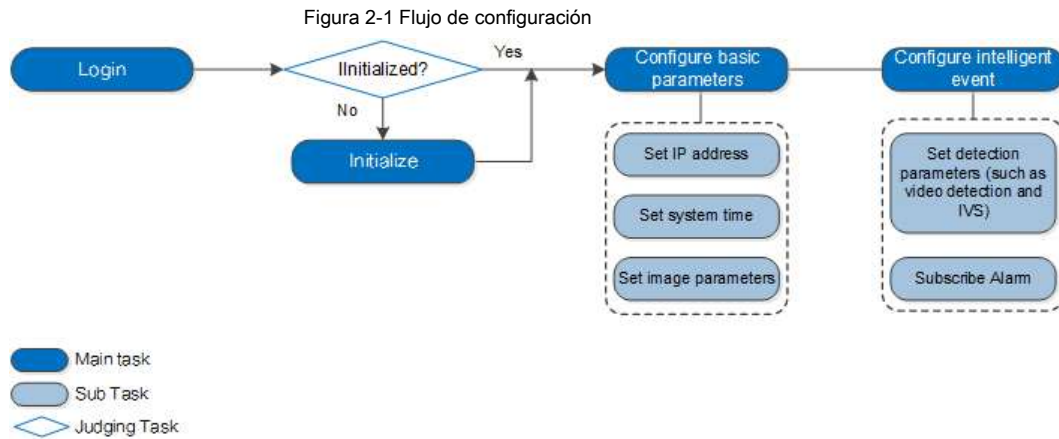 Figura 2-1 Flujo de configuración
Login
IInitialized?
Yes
No
Initialize
Configure basic
parameters
Set IP address
Set system time
Set image parameters
Configure intelligent
event
Set detection
parameters (such as
video detection and
IVS)
Subscribe Alarm
Main task
Sub Task
Judging Task